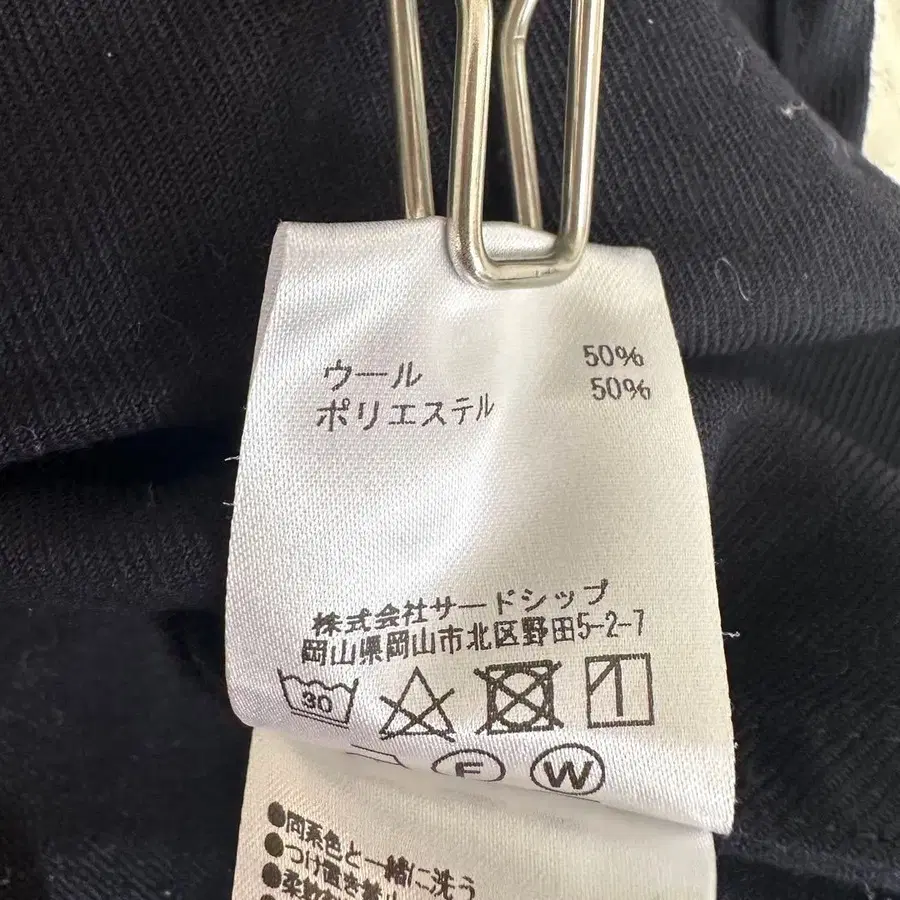 ウール 50%
ポリエステル 50%
株式会社サードシップ
岡山県岡山市北区野田5-2-7
30
F W
●同系色と一緒に洗う
●つけ置き禁止
●柔軟